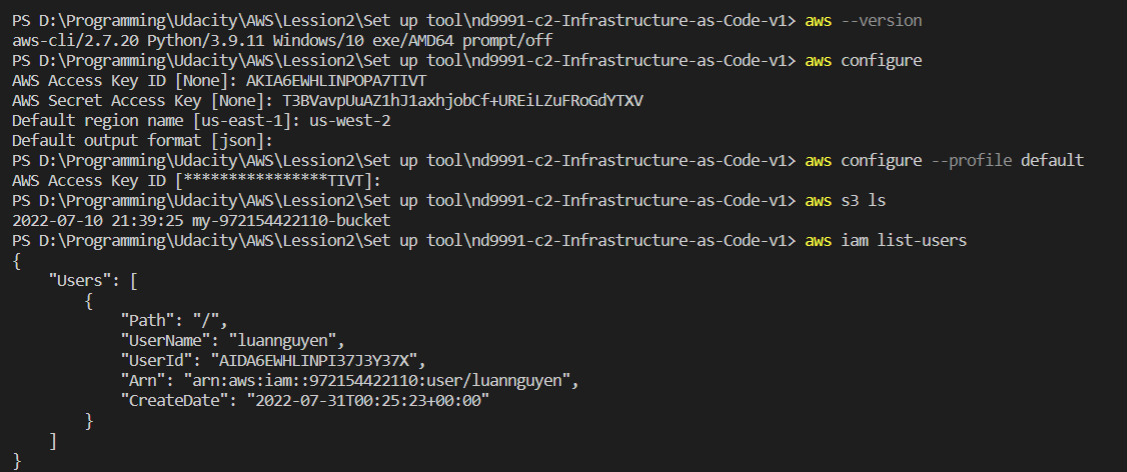 PS D:\Programming\Udacity\AWS\Lession2\Set up tool\nd9991-c2-Infrastructure-as-Code-v1> aws --version
aws-cli/2.7.20 Python/3.9.11 Windows/10 exe/AMD64 prompt/off
PS D:\Programming\Udacity\AWS\Lession2\Set up tool\nd9991-c2-Infrastructure-as-Code-v1> aws configure
AWS Access Key ID [None]: AKIA6EWHLINPOPA7TIVT
AWS Secret Access Key [None]: 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
Default region name [us-east-1]: us-west-2
Default output format [json]:
PS D:\Programming\Udacity\AWS\Lession2\Set up tool\nd9991-c2-Infrastructure-as-Code-v1> aws configure --profile default
AWS Access Key ID [****************TIVT]:
PS D:\Programming\Udacity\AWS\Lession2\Set up tool\nd9991-c2-Infrastructure-as-Code-v1> aws s3 ls
2022-07-10 21:39:25 my-972154422110-bucket
PS D:\Programming\Udacity\AWS\Lession2\Set up tool\nd9991-c2-Infrastructure-as-Code-v1> aws iam list-users
{
    "Users": [
        {
            "Path": "/",
            "UserName": "luannguyen",
            "UserId": "AIDA6EWHLINPI37J3Y37X",
            "Arn": "arn:aws:iam::972154422110:user/luannguyen",
            "CreateDate": "2022-07-31T00:25:23+00:00"
        }
    ]
}